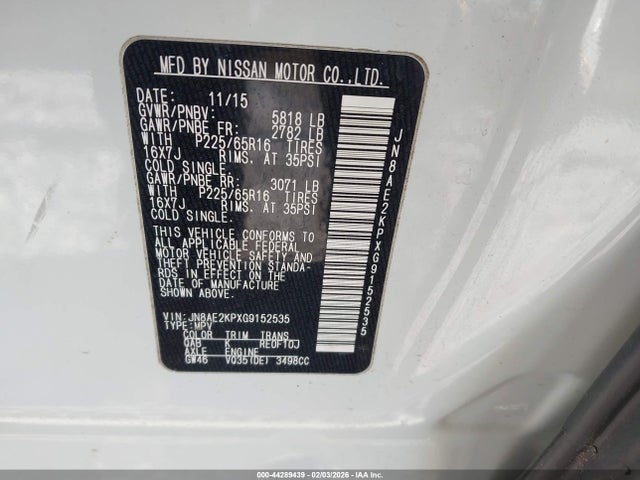 MFD BY NISSAN MOTOR CO.,LTD.
DATE: 11/15
GVWR/PNBV: 5818 LB
GAWR/PNBE FR: 2782 LB
WITH P225/65R16 TIRES
16X7J RIMS. AT 35PSI
COLD SINGLE.
GAWR/PNBE RR: 3071 LB
WITH P225/65R16 TIRES
16X7J RIMS. AT 35PSI
COLD SINGLE.
THIS VEHICLE CONFORMS TO
ALL APPLICABLE FEDERAL
MOTOR VEHICLE SAFETY AND
THEFT PREVENTION STANDA-
RDS IN EFFECT ON THE
DATE OF MANUFACTURE
SHOWN ABOVE.
VIN:JN8AE2KPXG9152535
TYPE:MPV
COLOR TRIM TRANS
QAB K RE0F10J
AXLE ENGINE
GW46 VQ35(DE) 3498CC
JN8AE2KPXG9152535
000-44289439 - 02/03/2026 - IAAI.COM